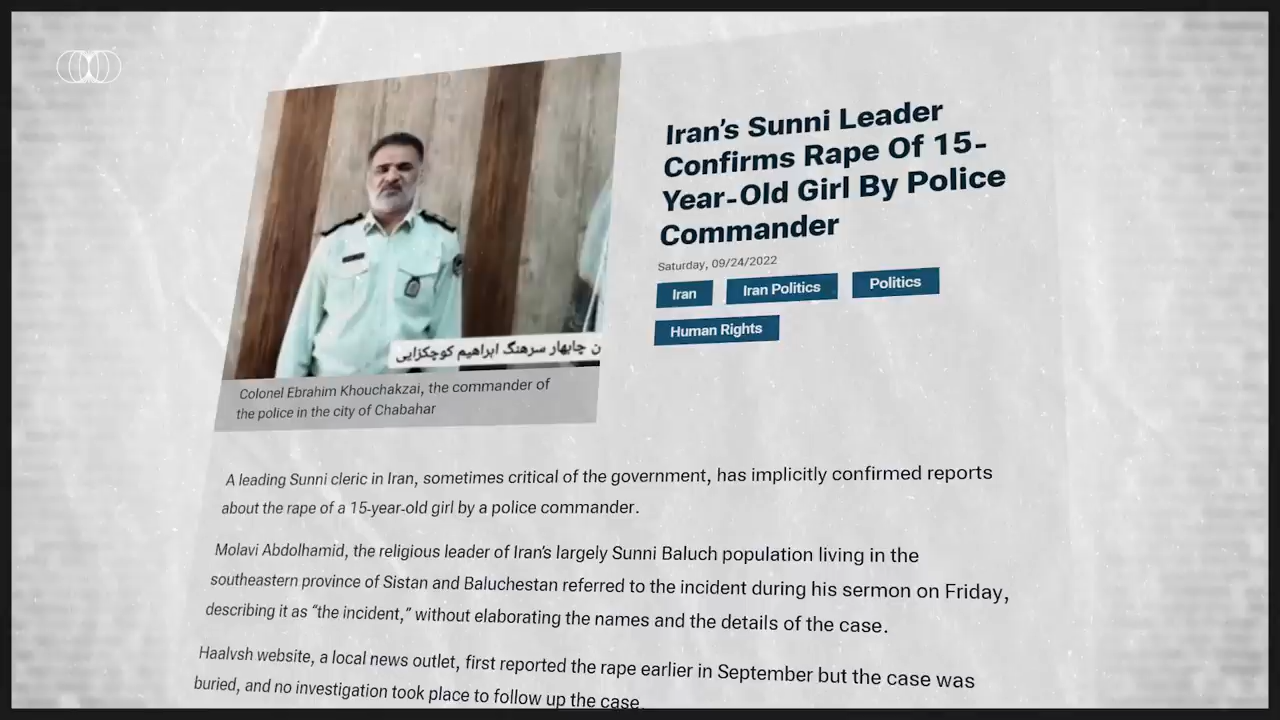 Iran's Sunni Leader
Confirms Rape Of 15-
Year-Old Girl By Police
Commander
Saturday, 09/24/2022
Iran
Iran Politics
Politics
Human Rights
ن چابهار سرهنگ ابراهیم کوچکزایی
Colonel Ebrahim Khouchakzai, the commander of
the police in the city of Chabahar
A leading Sunni cleric in Iran, sometimes critical of the government, has implicitly confirmed reports
about the rape of a 15-year-old girl by a police commander.
Molavi Abdolhamid, the religious leader of Iran's largely Sunni Baluch population living in the
southeastern province of Sistan and Baluchestan referred to the incident during his sermon on Friday,
describing it as “the incident,” without elaborating the names and the details of the case.
Haalvsh website, a local news outlet, first reported the rape earlier in September but the case was
buried, and no investigation took place to follow up the case.